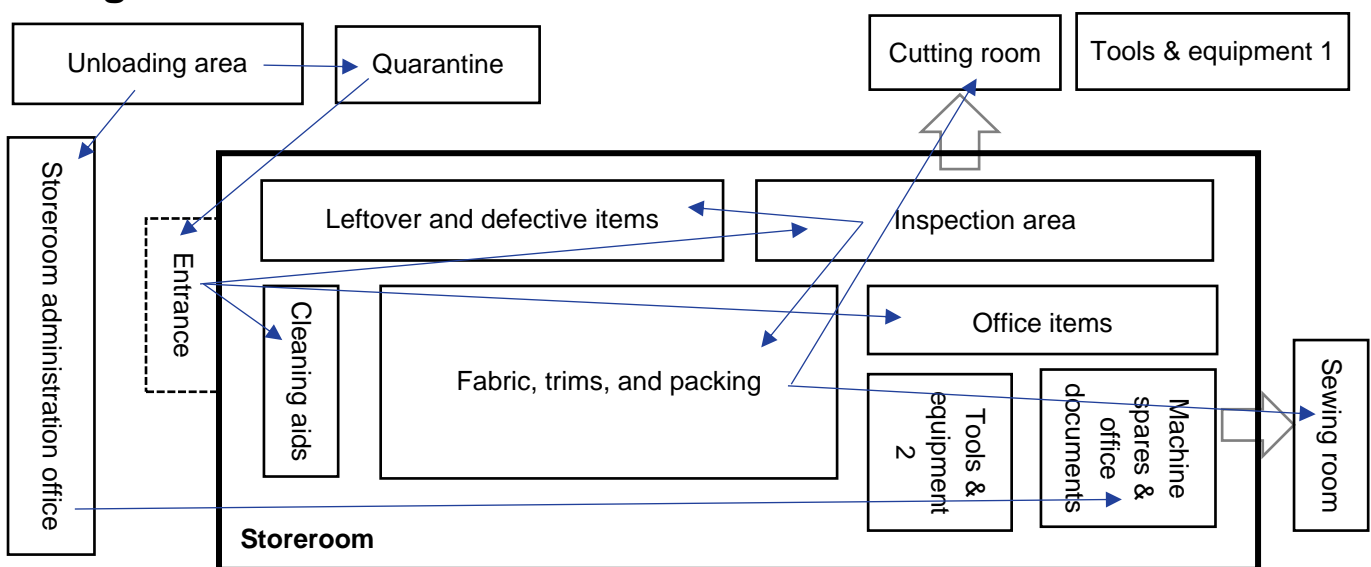 Unloading area
Quarantine
Cutting room
Tools & equipment 1
Storeroom administration office
Entrance
Leftover and defective items
Inspection area
Cleaning aids
Fabric, trims, and packing
Office items
Tools &
equipment
2
Machine
spares &
office
documents
Sewing room
Storeroom